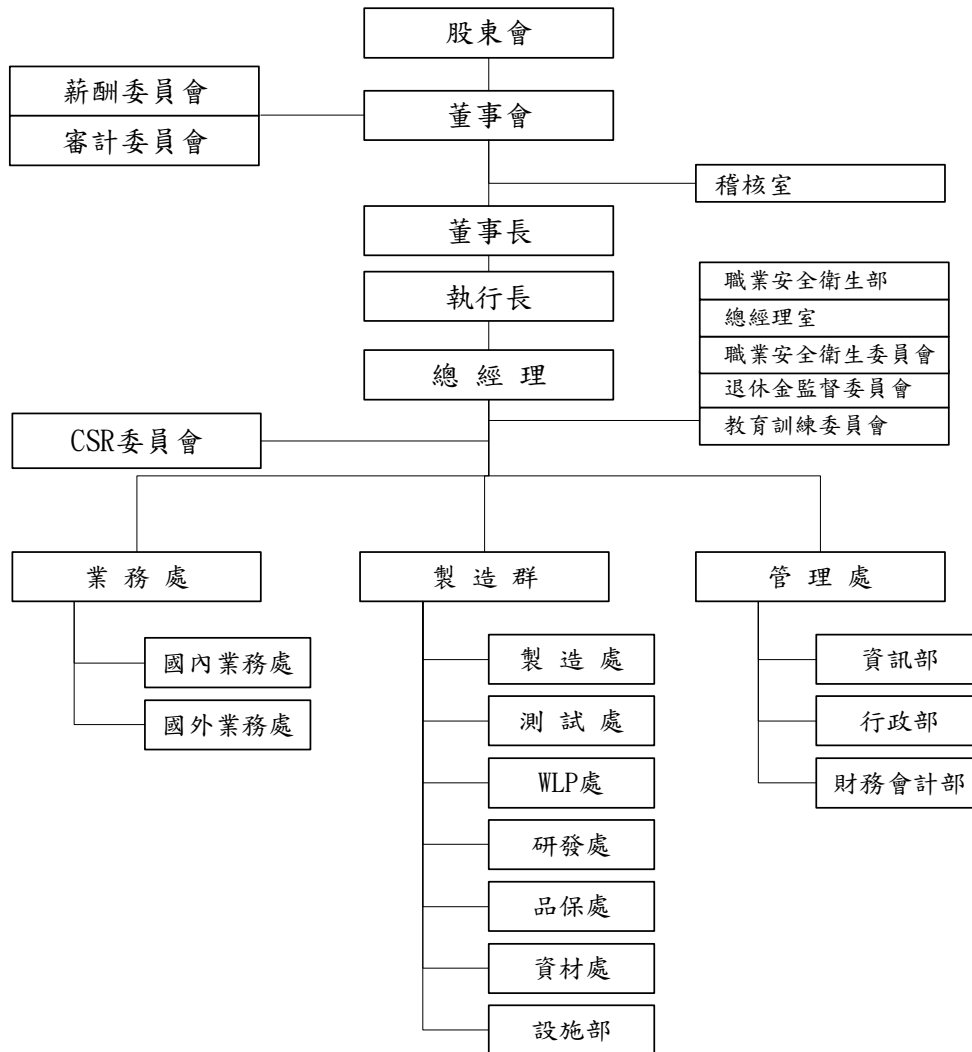 股東會
薪酬委員會
審計委員會
董事會
稽核室
董事長
執行長
總經理
職業安全衛生部
總經理室
職業安全衛生委員會
退休金監督委員會
教育訓練委員會
CSR委員會
業務處
國內業務處
國外業務處
製造群
製造處
測試處
WLP處
研發處
品保處
資材處
設施部
管理處
資訊部
行政部
財務會計部